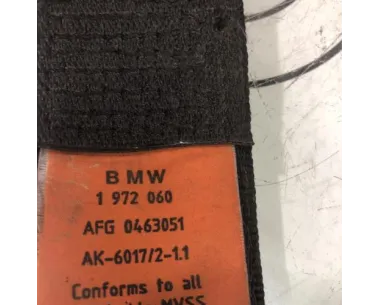 BMW
1 972 060
AFG 0463051
AK-6017/2-1.1
Conforms to all
MVSS